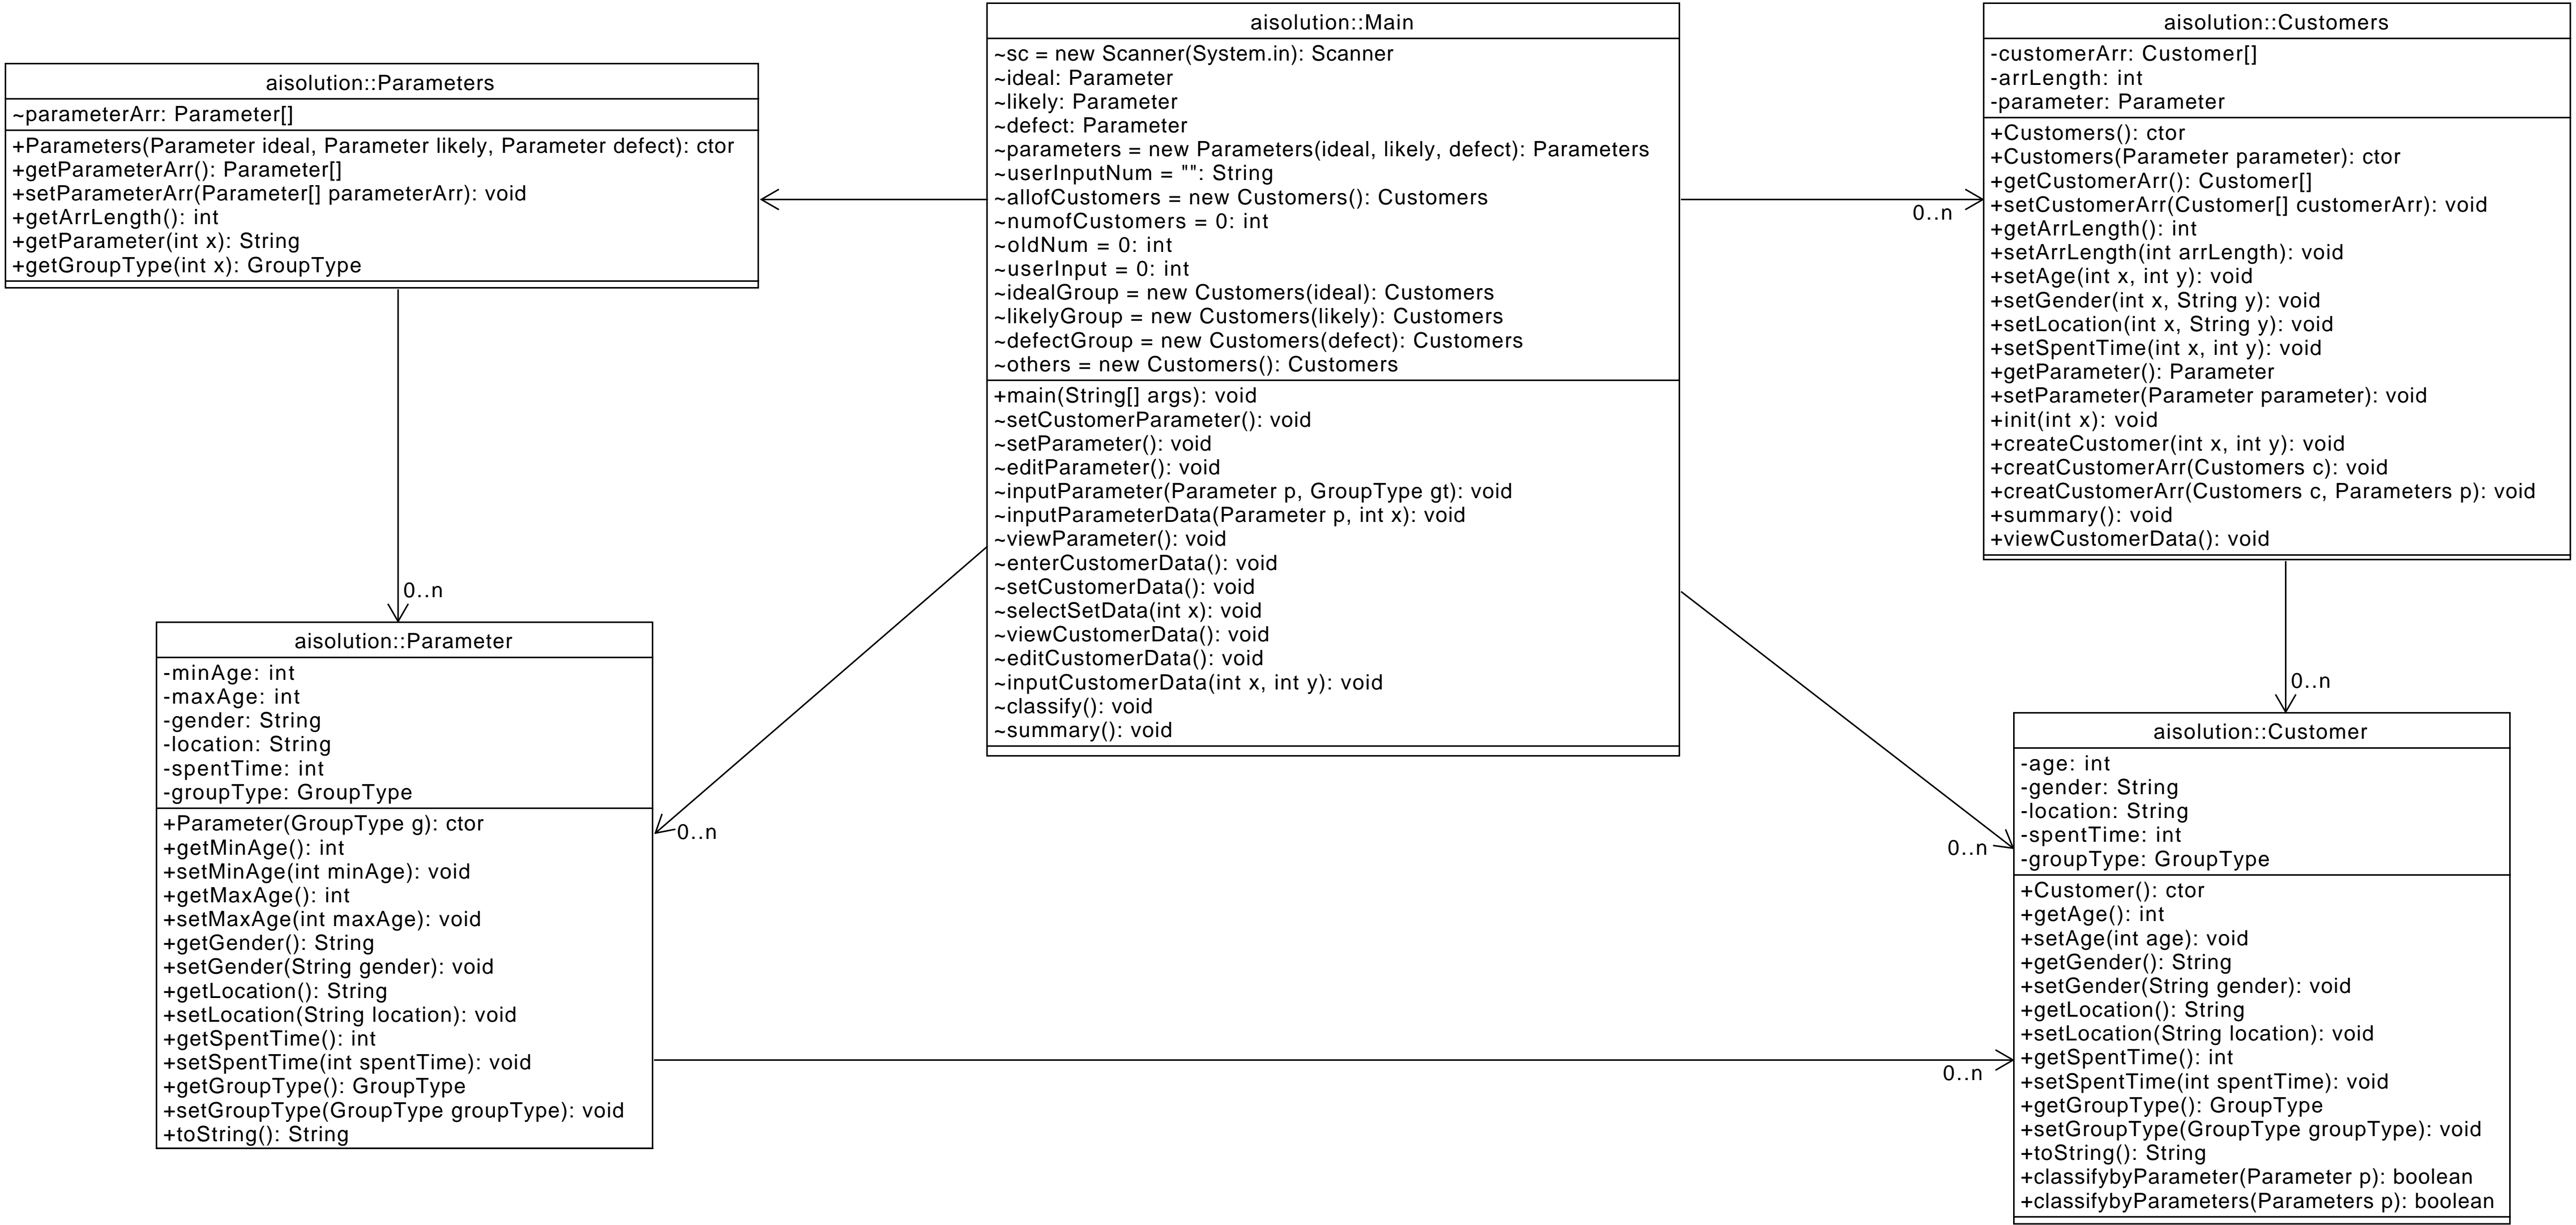 aisolution::Parameters
~parameterArr: Parameter[]
+Parameters(Parameter ideal, Parameter likely, Parameter defect): ctor
+getParameterArr(): Parameter[]
+setParameterArr(Parameter[] parameterArr): void
+getArrLength(): int
+getParameter(int x): String
+getGroupType(int x): GroupType
0..n
aisolution::Parameter
-minAge: int
-maxAge: int
-gender: String
-location: String
-spentTime: int
-groupType: GroupType
+Parameter(GroupType g): ctor
+getMinAge(): int
+setMinAge(int minAge): void
+getMaxAge(): int
+setMaxAge(int maxAge): void
+getGender(): String
+setGender(String gender): void
+getLocation(): String
+setLocation(String location): void
+getSpentTime(): int
+setSpentTime(int spentTime): void
+getGroupType(): GroupType
+setGroupType(GroupType groupType): void
+toString(): String
0..n
aisolution::Main
~sc = new Scanner(System.in): Scanner
~ideal: Parameter
~likely: Parameter
~defect: Parameter
~parameters = new Parameters(ideal, likely, defect): Parameters
~userInputNum = "": String
~allofCustomers = new Customers(): Customers
~numofCustomers = 0: int
~oldNum = 0: int
~userInput = 0: int
~idealGroup = new Customers(ideal): Customers
~likelyGroup = new Customers(likely): Customers
~defectGroup = new Customers(defect): Customers
~others = new Customers(): Customers
+main(String[] args): void
~setCustomerParameter(): void
~setParameter(): void
~editParameter(): void
~inputParameter(Parameter p, GroupType gt): void
~inputParameterData(Parameter p, int x): void
~viewParameter(): void
~enterCustomerData(): void
~setCustomerData(): void
~selectSetData(int x): void
~viewCustomerData(): void
~editCustomerData(): void
~inputCustomerData(int x, int y): void
~classify(): void
~summary(): void
0..n
aisolution::Customers
-customerArr: Customer[]
-arrLength: int
-parameter: Parameter
+Customers(): ctor
+Customers(Parameter parameter): ctor
+getCustomerArr(): Customer[]
+setCustomerArr(Customer[] customerArr): void
+getArrLength(): int
+setArrLength(int arrLength): void
+setAge(int x, int y): void
+setGender(int x, String y): void
+setLocation(int x, String y): void
+setSpentTime(int x, int y): void
+getParameter(): Parameter
+setParameter(Parameter parameter): void
+init(int x): void
+createCustomer(int x, int y): void
+creatCustomerArr(Customers c): void
+creatCustomerArr(Customers c, Parameters p): void
+summary(): void
+viewCustomerData(): void
0..n
0..n
aisolution::Customer
-age: int
-gender: String
-location: String
-spentTime: int
-groupType: GroupType
+Customer(): ctor
+getAge(): int
+setAge(int age): void
+getGender(): String
+setGender(String gender): void
+getLocation(): String
+setLocation(String location): void
+getSpentTime(): int
+setSpentTime(int spentTime): void
+getGroupType(): GroupType
+setGroupType(GroupType groupType): void
+toString(): String
+classifybyParameter(Parameter p): boolean
+classifybyParameters(Parameters p): boolean
0..n